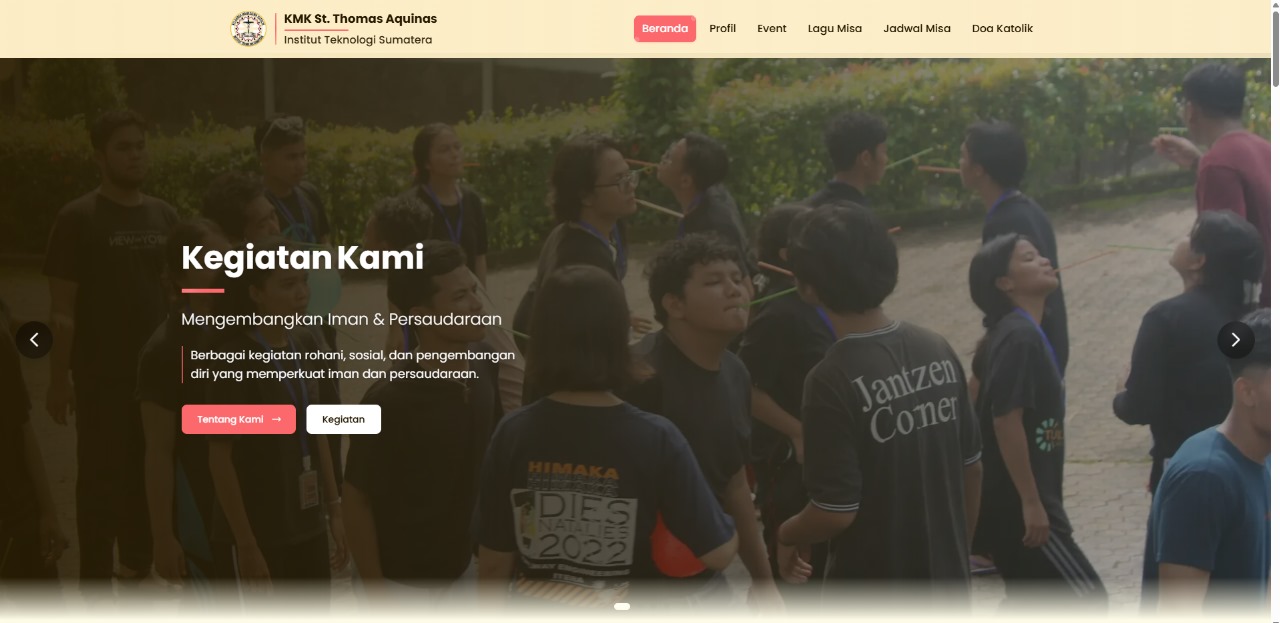 KMK St. Thomas Aquinas
Institut Teknologi Sumatera
Beranda
Profil
Event
Lagu Misa
Jadwal Misa
Doa Katolik
Kegiatan Kami
Mengembangkan Iman & Persaudaraan
Berbagai kegiatan rohani, sosial, dan pengembangan
diri yang memperkuat iman dan persaudaraan.
Tentang Kami →
Kegiatan
Jantzen
Corner
HIMAKA
DIES
NATALIES
2022